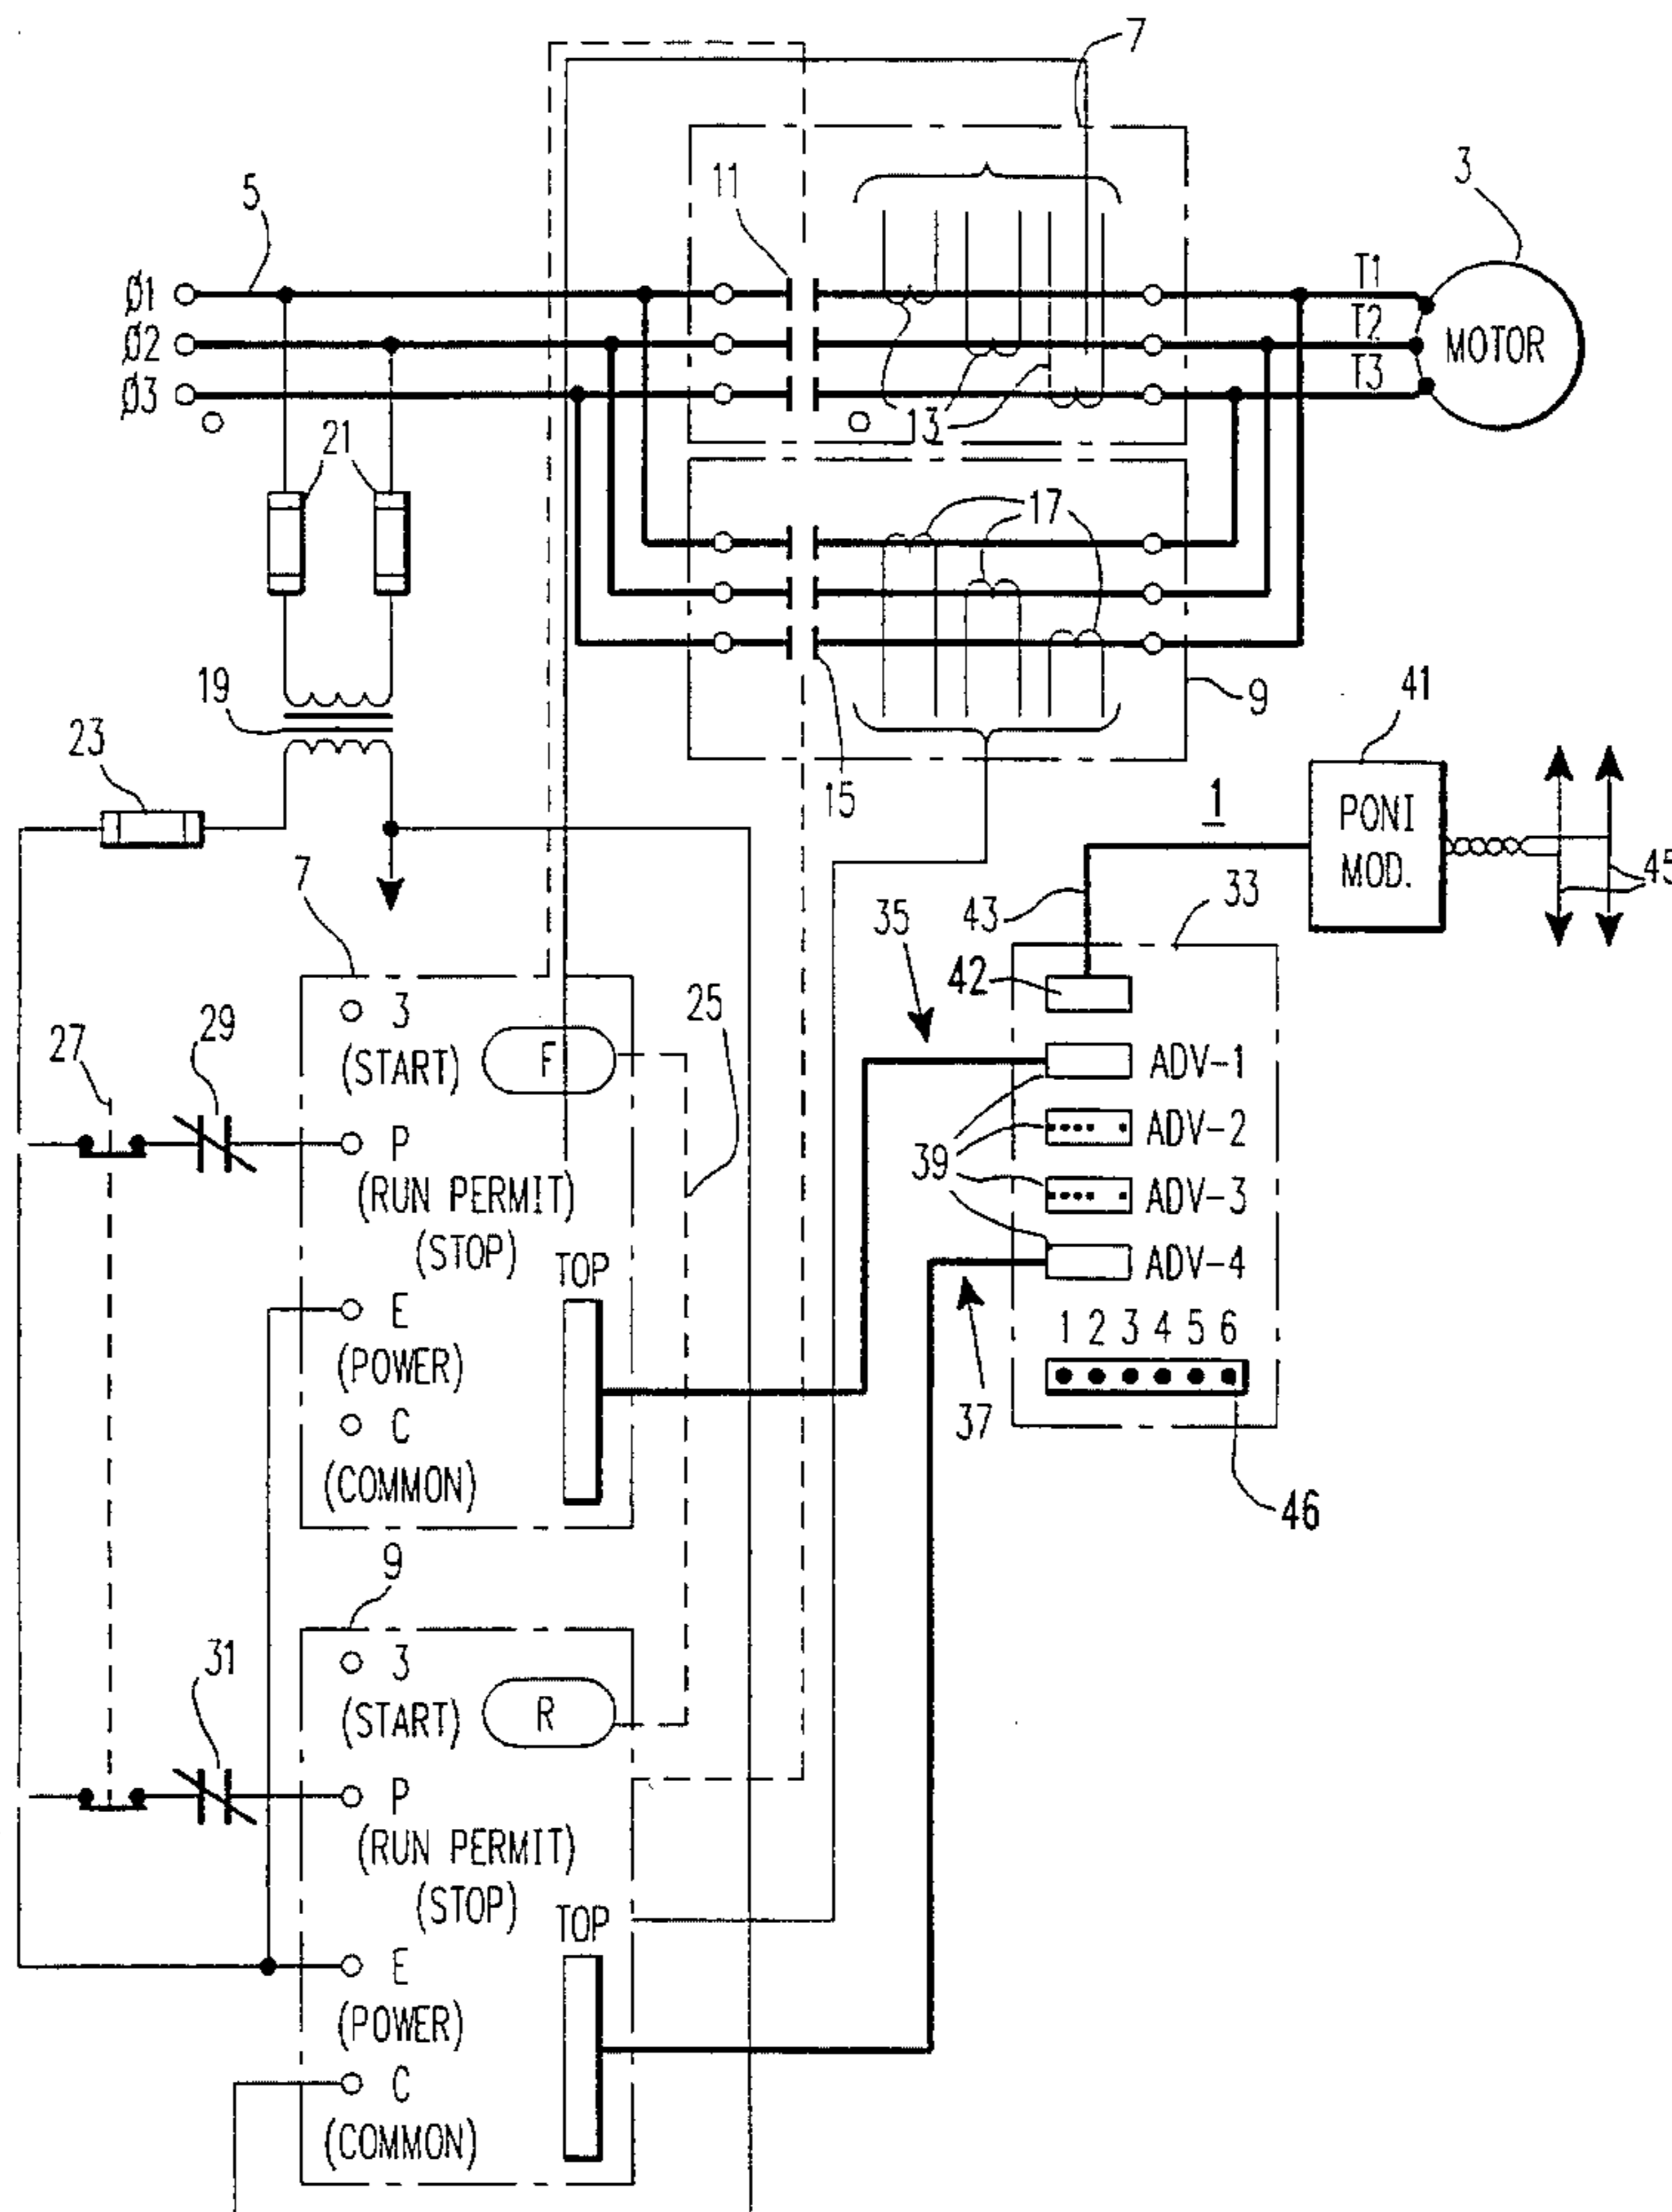 7
3
11
5
T1
Ø1
T2
Ø2
MOTOR
T3
Ø3
13
21
17
9
19
41
23
15
1
PONI
MOD.
45
7
33
43
35
42
25
3
29
27
F
(START)
ADV-1
P
ADV-2
39
(RUN PERMIT)
ADV-3
(STOP)
TOP
ADV-4
E
1 2 3 4 5 6
(POWER)
37
C
(COMMON)
46
9
31
3
(START)
R
P
(RUN PERMIT)
(STOP)
TOP
E
(POWER)
C
(COMMON)